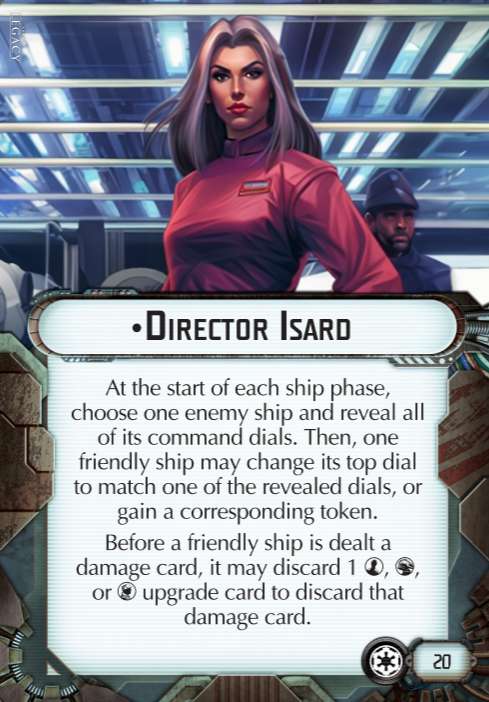 LEGACY
•Director Isard
At the start of each ship phase,
choose one enemy ship and reveal all
of its command dials. Then, one
friendly ship may change its top dial
to match one of the revealed dials, or
gain a corresponding token.
Before a friendly ship is dealt a
damage card, it may discard 1 , ,
or upgrade card to discard that
damage card.
20